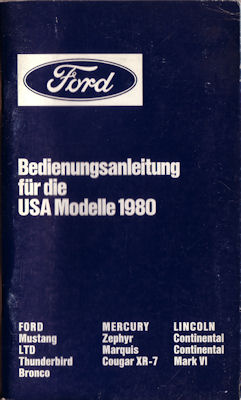 Ford
Bedienungsanleitung
für die
USA Modelle 1980
FORD
Mustang
LTD
Thunderbird
Bronco
MERCURY
Zephyr
Marquis
Cougar XR-7
LINCOLN
Continental
Continental
Mark VI